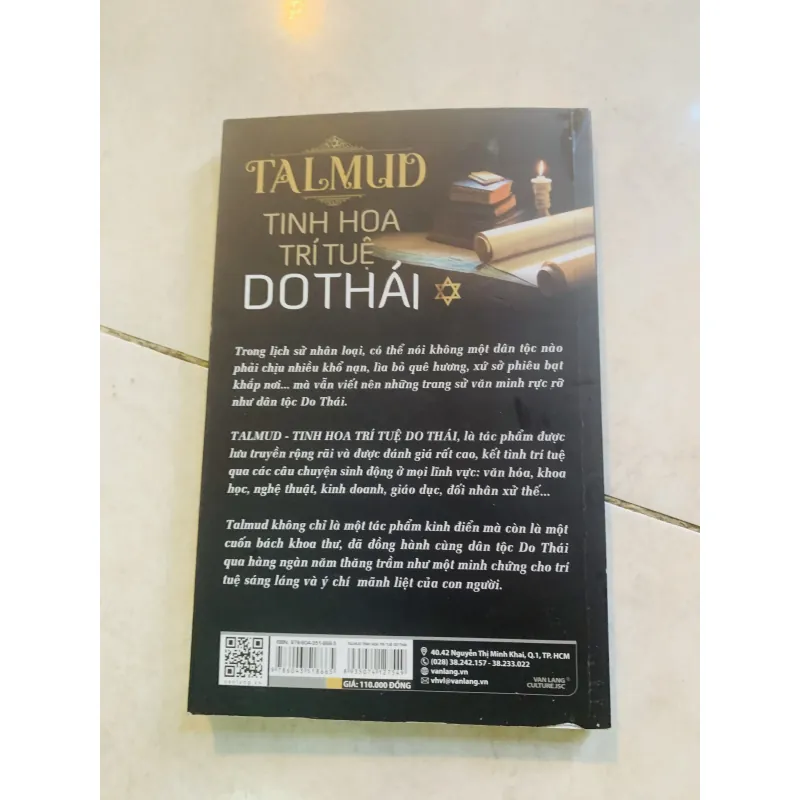 TALMUD
TINH HOA
TRÍ TUỆ
DO THÁI
Trong lịch sử nhân loại, có thể nói không một dân tộc nào
phải chịu nhiều khổ nạn, lìa bỏ quê hương, xứ sở phiêu bạt
khắp nơi... mà vẫn viết nên những trang sử văn minh rực rỡ
như dân tộc Do Thái.
TALMUD - TINH HOA TRÍ TUỆ DO THÁI, là tác phẩm được
lưu truyền rộng rãi và được đánh giá rất cao, kết tinh trí tuệ
qua các câu chuyện sinh động ở mọi lĩnh vực: văn hóa, khoa
học, nghệ thuật, kinh doanh, giáo dục, đối nhân xử thế...
Talmud không chỉ là một tác phẩm kinh điển mà còn là một
cuốn bách khoa thư, đã đồng hành cùng dân tộc Do Thái
qua hàng ngàn năm thăng trầm như một minh chứng cho trí
tuệ sáng láng và ý chí mãnh liệt của con người.
GIÁ: 110.000 ĐỒNG
40.42 Nguyễn Thị Minh Khai, Q.1, TP. HCM
(028) 38.242.157 - 38.233.022
vanlang.vn
vhvl@vanlang.vn
VAN LANG
CULTURE.JSC